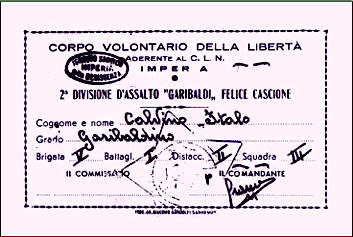 CORPO VOLONTARIO DELLA LIBERTÀ
ADERENTE AL C.L.N.
IMPERIA
2ª DIVISIONE D'ASSALTO "GARIBALDI„ FELICE CASCIONE
Cognome e nome Calvino Italo
Grado Garibaldino
Brigata V Battagl. I Distacc. II Squadra III
IL COMMISSARIO p IL COMANDANTE